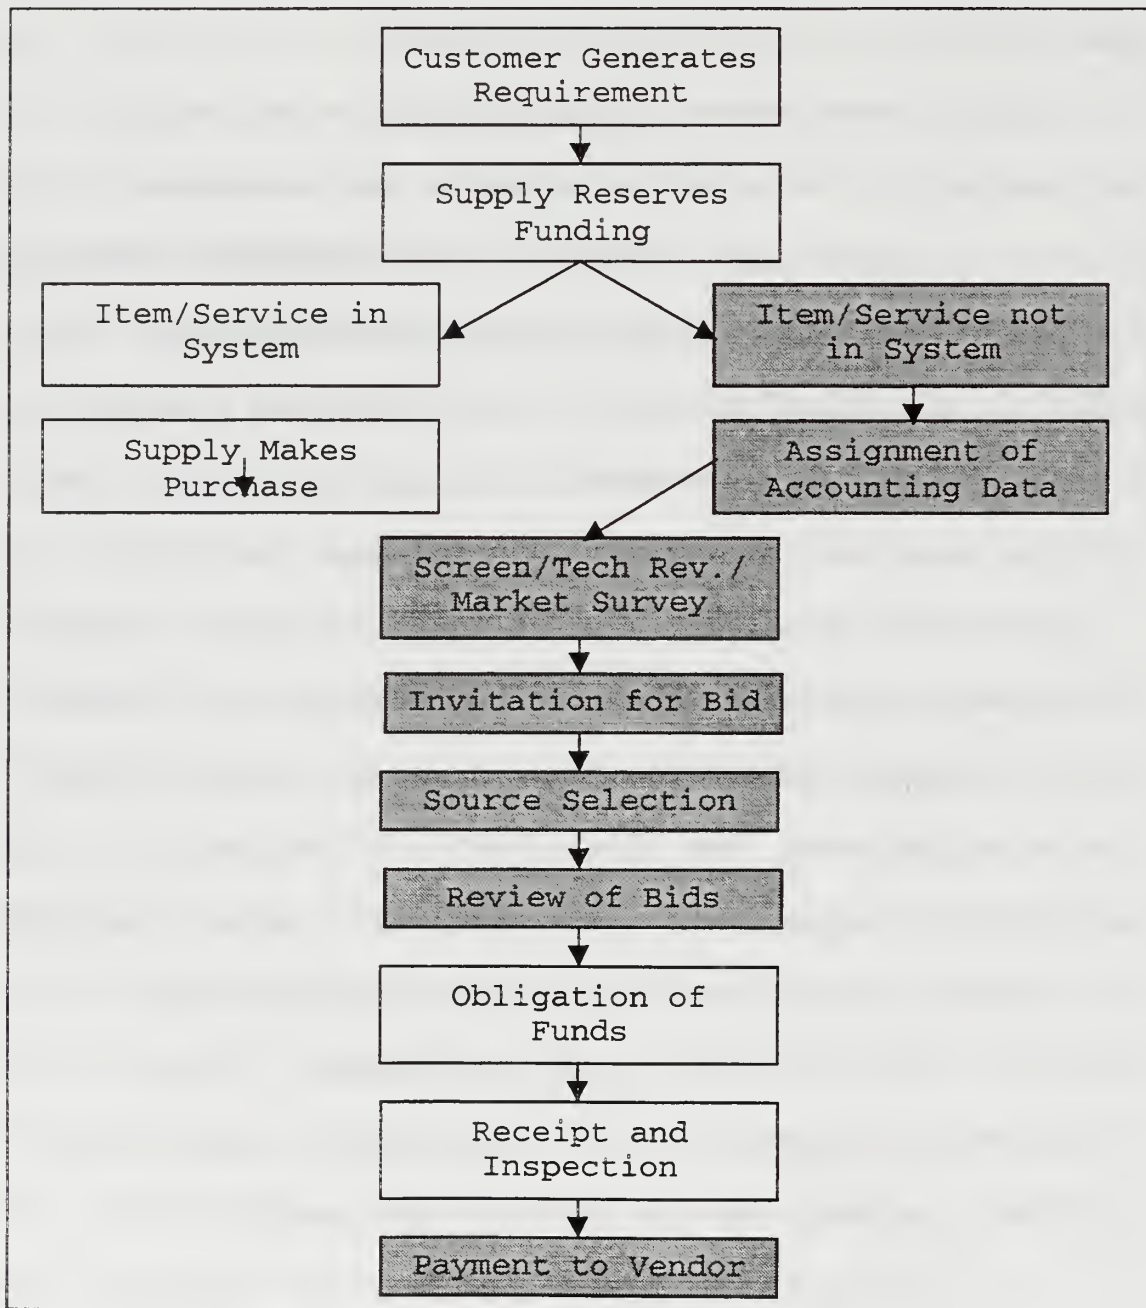 Customer Generates
Requirement
Supply Reserves
Funding
Item/Service in
System
Item/Service not
in System
Supply Makes
Purchase
Assignment of
Accounting Data
Screen/Tech Rev./
Market Survey
Invitation for Bid
Source Selection
Review of Bids
Obligation of
Funds
Receipt and
Inspection
Payment to Vendor